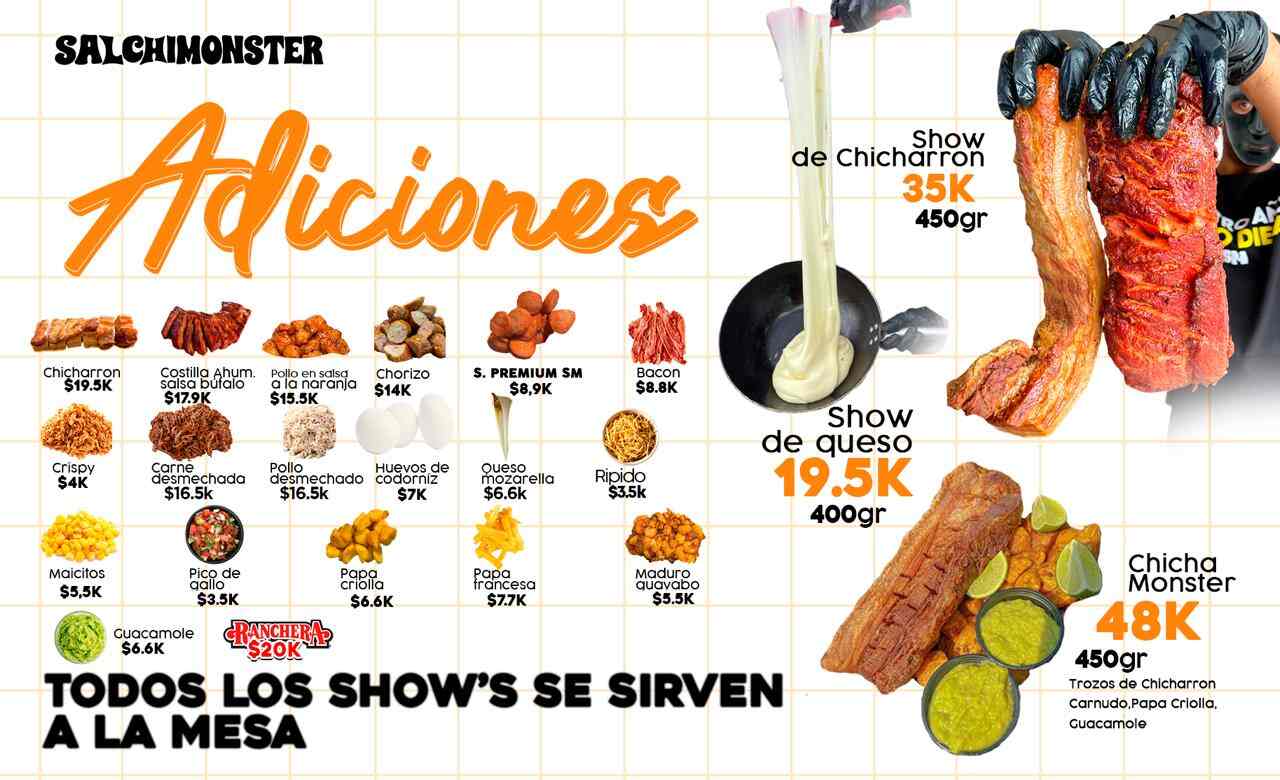 SALCHIMONSTER
Adiciones
Show
de Chicharron
35K
450gr
Chicharron
$19.5K
Costilla Ahum.
salsa bufalo
$17.9K
Pollo en salsa
a la naranja
$15.5K
Chorizo
$14K
S. PREMIUM SM
$8,9K
Bacon
$8.8K
Crispy
$4K
Carne
desmechada
$16.5k
Pollo
desmechado
$16.5k
Huevos de
codorniz
$7K
Queso
mozarella
$6.6k
Ripido
$3.5k
Show
de queso
19.5K
400gr
Maicitos
$5,5K
Pico de
gallo
$3.5K
Papa
criolla
$6.6K
Papa
francesa
$7.7K
Maduro
guayabo
$5.5K
Guacamole
$6.6K
RANCHERA
$20K
Chicha
Monster
48K
450gr
Trozos de Chicharron
Carnudo,Papa Criolla,
Guacamole
TODOS LOS SHOW'S SE SIRVEN
A LA MESA